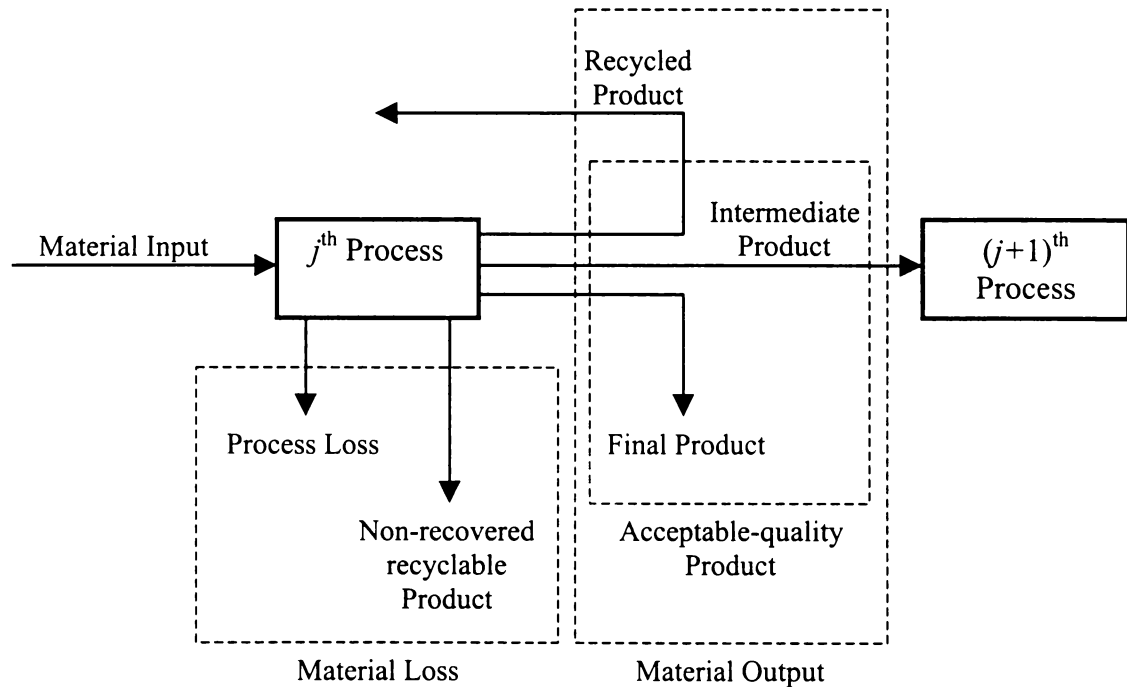 Recycled
Product
Material Input
jᵗʰ Process
Intermediate
Product
(j+1)ᵗʰ
Process
Process Loss
Final Product
Non-recovered
recyclable
Product
Acceptable-quality
Product
Material Loss
Material Output